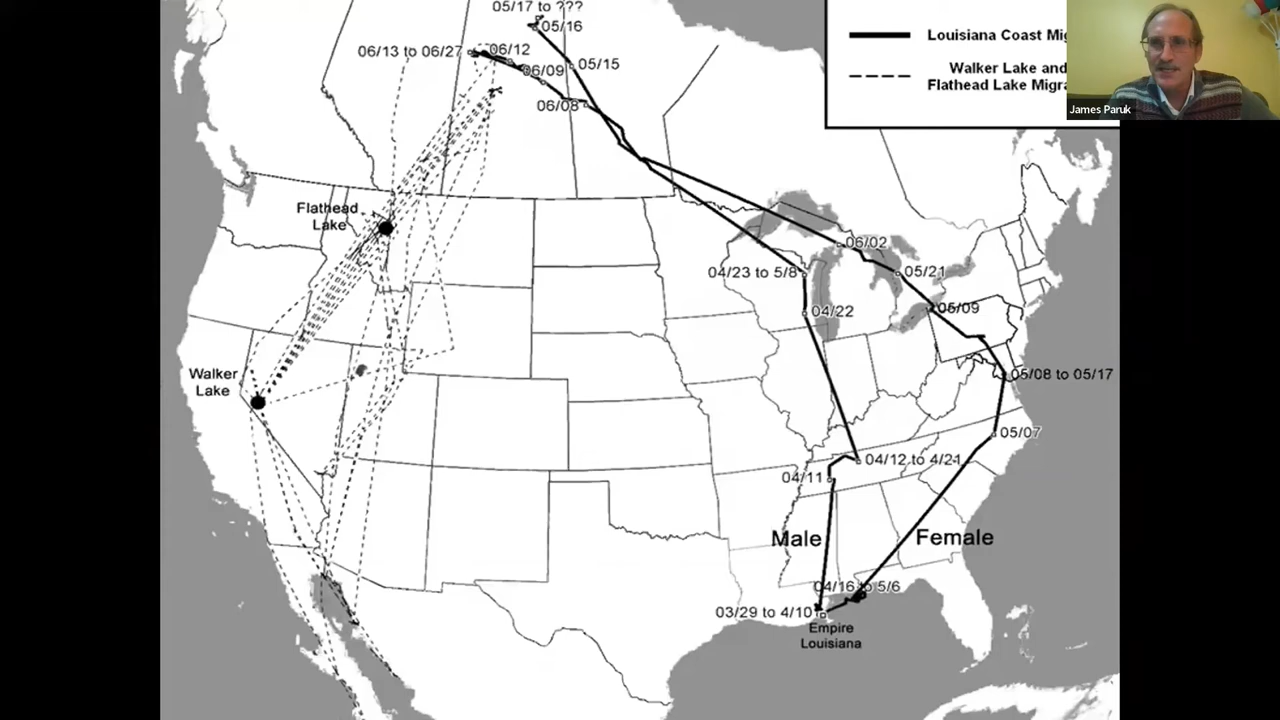 05/17 to ???
05/16
06/13 to 06/27
06/12
06/09
05/15
06/08
Louisiana Coast
Walker Lake and
Flathead Lake
James Paruk
Flathead
Lake
06/02
04/23 to 5/8
05/21
04/22
05/09
Walker
Lake
05/08 to 05/17
05/07
04/12 to 4/21
04/11
Male
Female
04/16 to 5/6
03/29 to 4/10
Empire
Louisiana